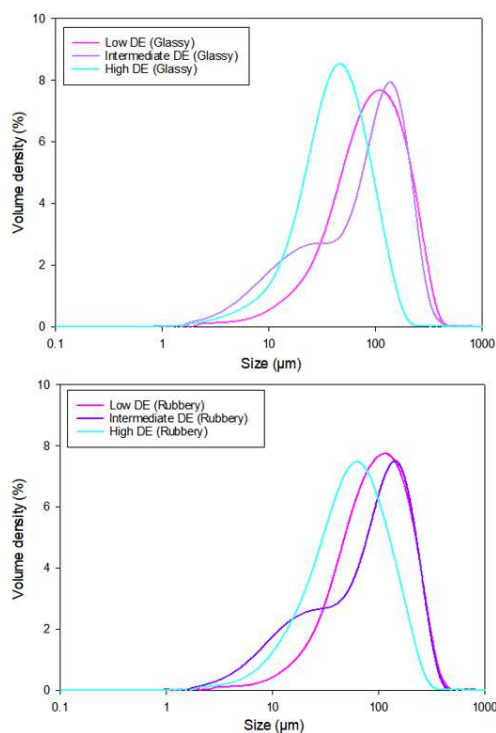 10
8
6
4
2
0
Volume density (%)
Low DE (Glassy)
Intermediate DE (Glassy)
High DE (Glassy)
0.1
1
10
100
1000
Size (µm)
10
8
6
4
2
0
Volume density (%)
Low DE (Rubbery)
Intermediate DE (Rubbery)
High DE (Rubbery)
0.1
1
10
100
1000
Size (µm)